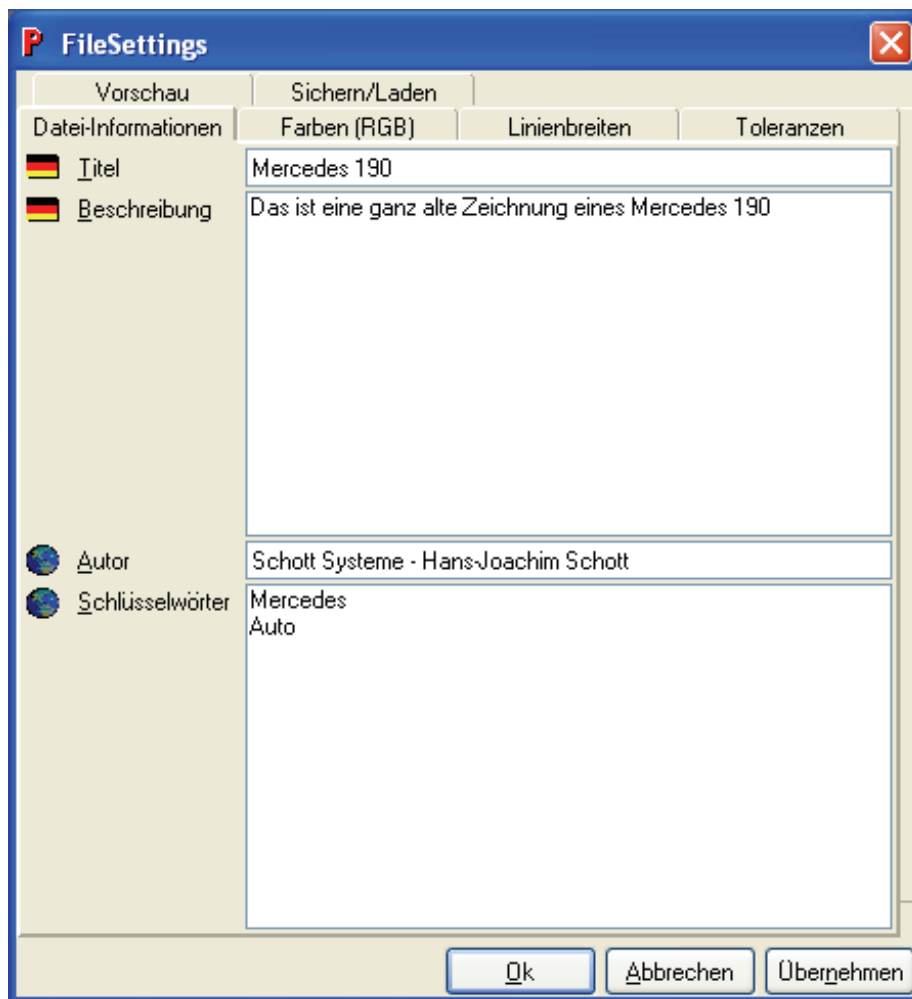 P FileSettings
Vorschau Sichern/Laden
Datei-Informationen Farben (RGB) Linienbreiten Toleranzen
Titel Mercedes 190
Beschreibung Das ist eine ganz alte Zeichnung eines Mercedes 190
Autor Schott Systeme - Hans-Joachim Schott
Schlüsselwörter Mercedes
Auto
Ok Abbrechen Übernehmen